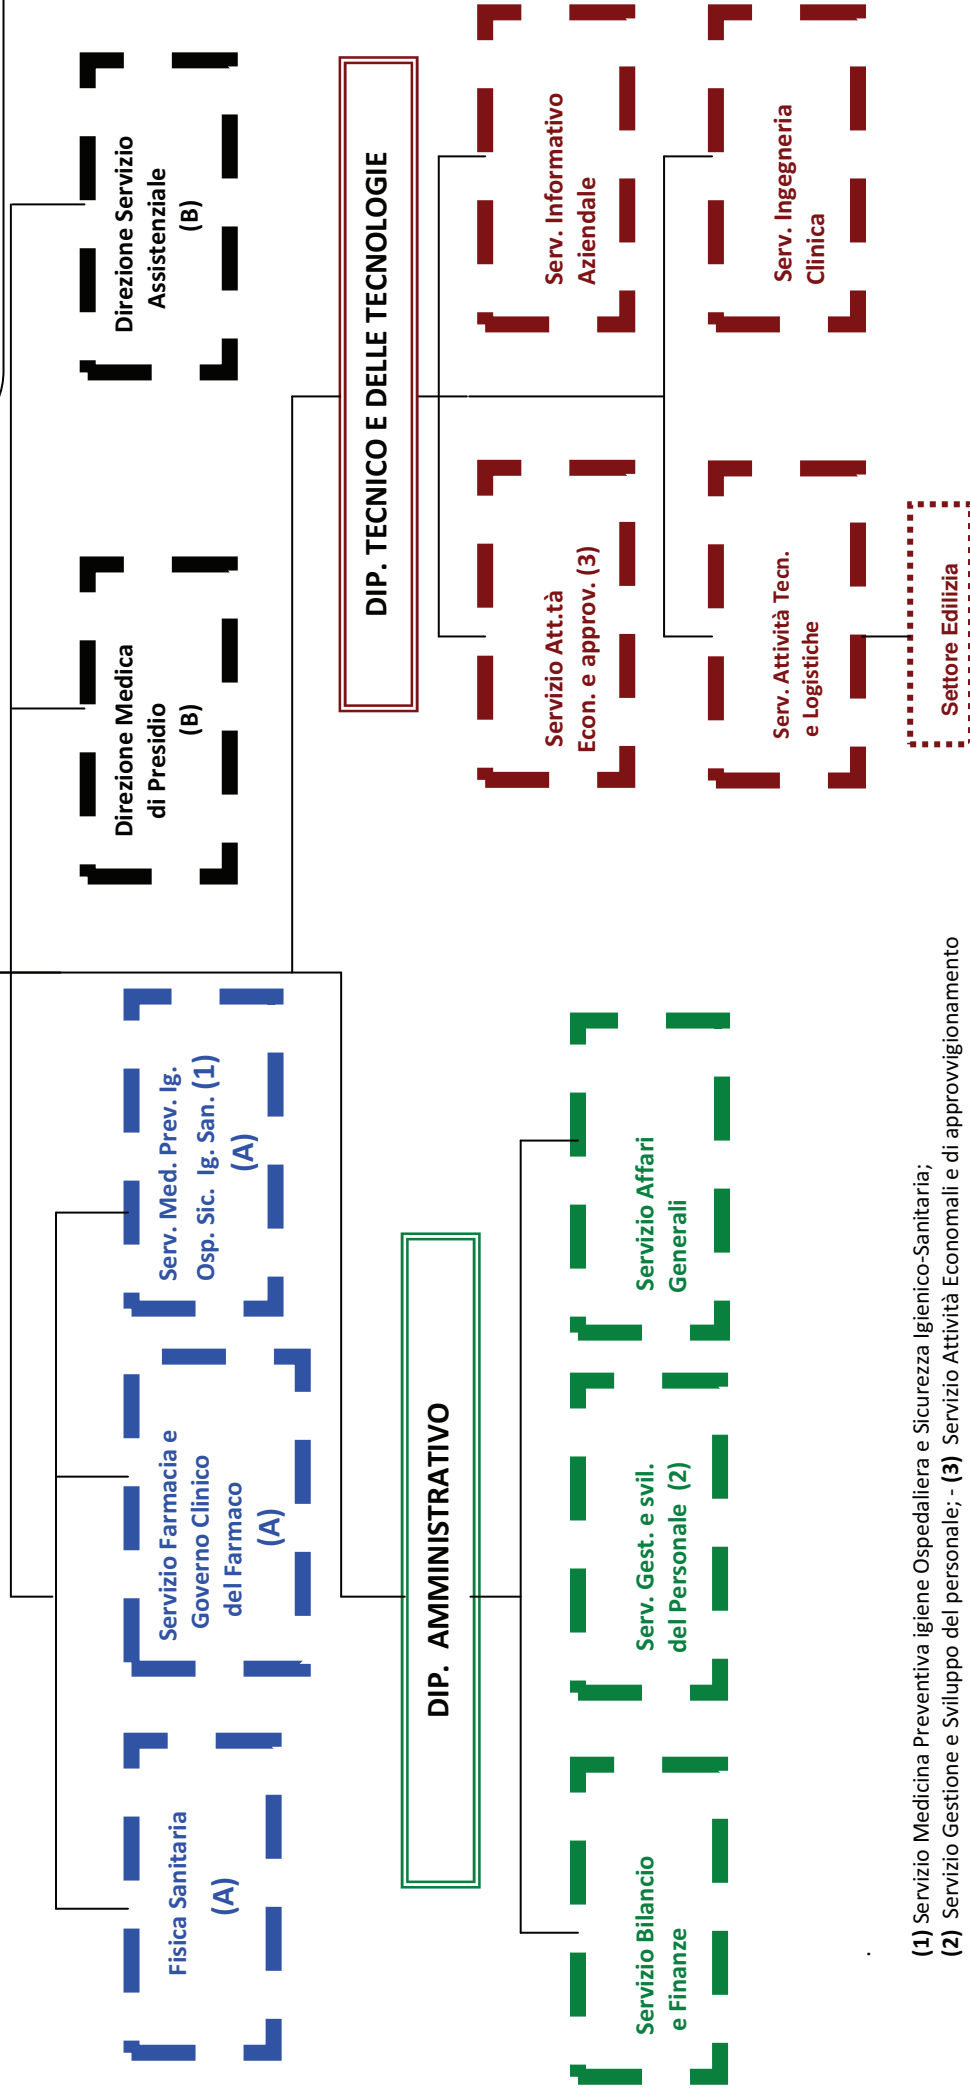 Fisica Sanitaria
(A)
Servizio Farmacia e
Governo Clinico
del Farmaco
(A)
Serv. Med. Prev. Ig.
Osp. Sic. Ig. San. (1)
(A)
Direzione Medica
di Presidio
(B)
Direzione Servizio
Assistenziale
(B)
DIP. AMMINISTRATIVO
DIP. TECNICO E DELLE TECNOLOGIE
Servizio Bilancio
e Finanze
Serv. Gest. e svil.
del Personale (2)
Servizio Affari
Generali
Servizio Att.tà
Econ. e approv. (3)
Serv. Informativo
Aziendale
Serv. Attività Tecn.
e Logistiche
Serv. Ingegneria
Clinica
Settore Edilizia
.
(1) Servizio Medicina Preventiva igiene Ospedaliera e Sicurezza Igienico-Sanitaria;
(2) Servizio Gestione e Sviluppo del personale; - (3) Servizio Attività Economali e di approvvigionamento